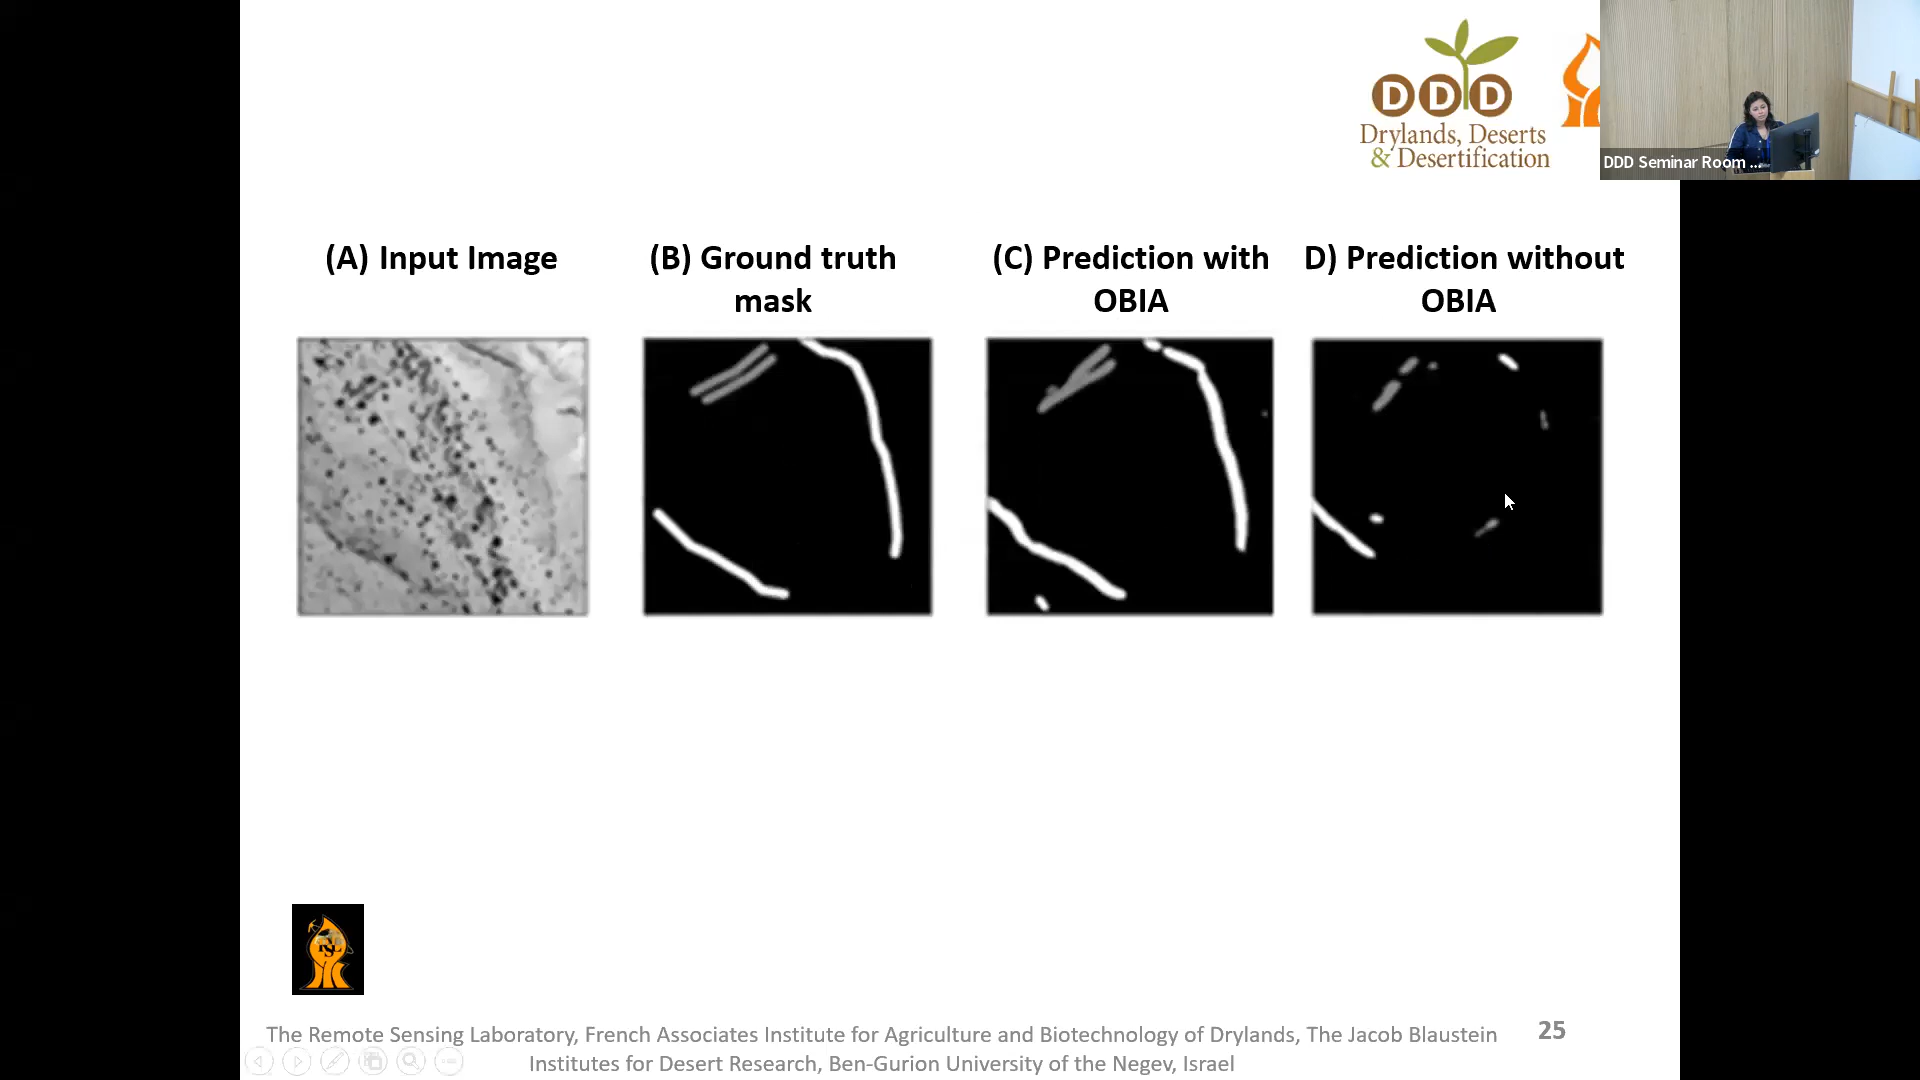 DDD
Drylands, Deserts
& Desertification
DDD Seminar Room ...
(A) Input Image
(B) Ground truth
mask
(C) Prediction with
OBIA
D) Prediction without
OBIA
The Remote Sensing Laboratory, French Associates Institute for Agriculture and Biotechnology of Drylands, The Jacob Blaustein
Institutes for Desert Research, Ben-Gurion University of the Negev, Israel
25